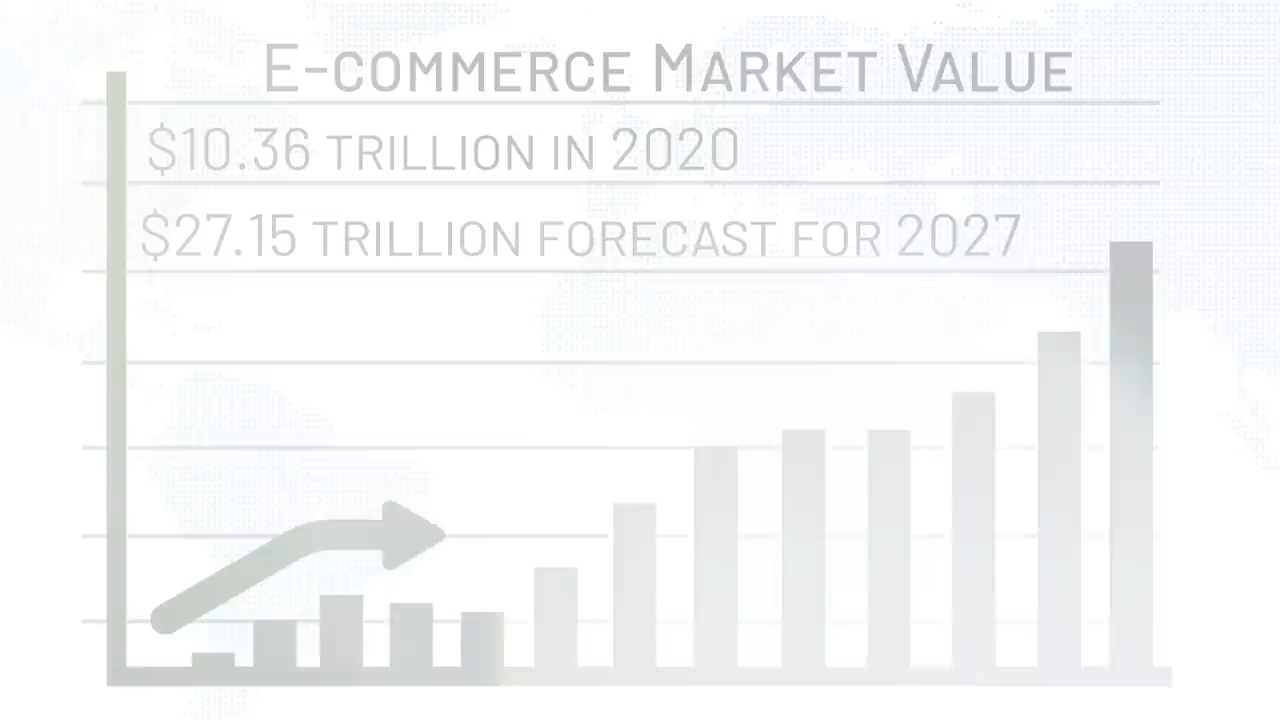 E-COMMERCE MARKET VALUE
$10.36 TRILLION IN 2020
$27.15 TRILLION FORECAST FOR 2027